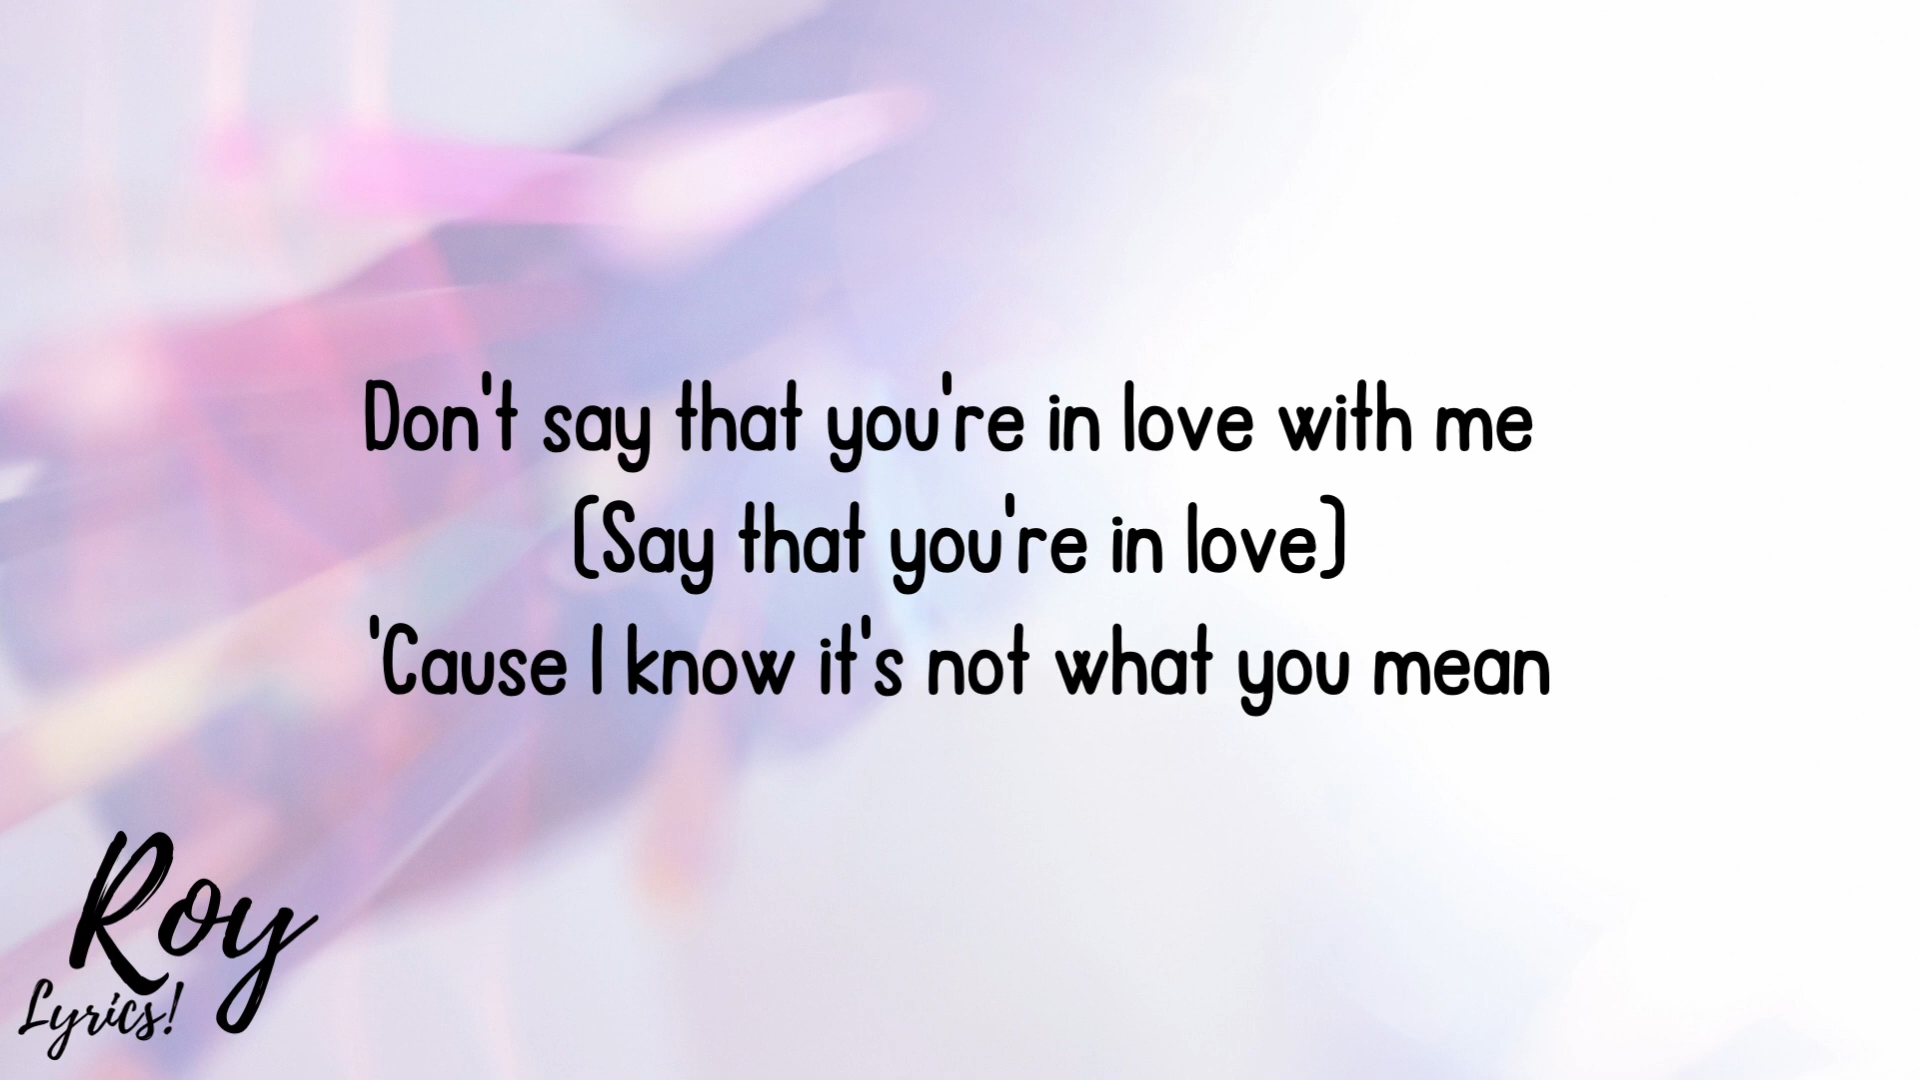 Don't say that you're in love with me
(Say that you're in love)
'Cause I know it's not what you mean
Roy
Lyrics!